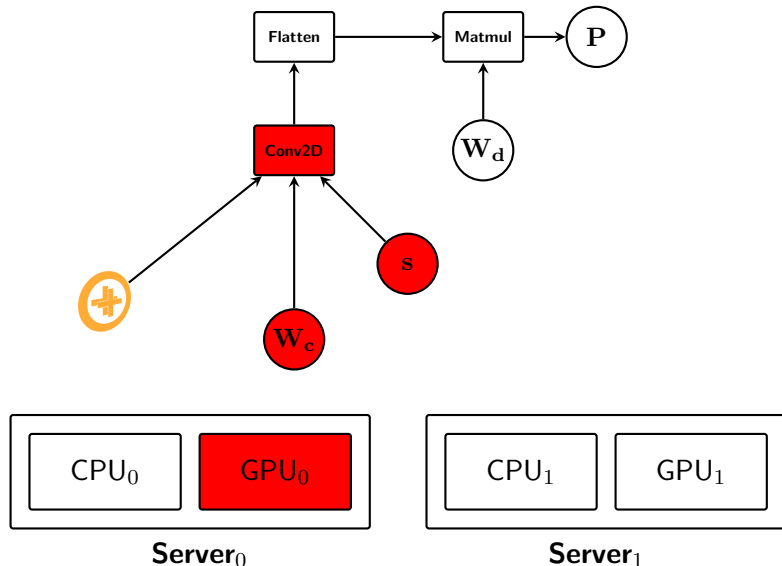 Flatten
Matmul
P
Conv2D
W_d
s
W_c
CPU_0
GPU_0
CPU_1
GPU_1
Server_0
Server_1